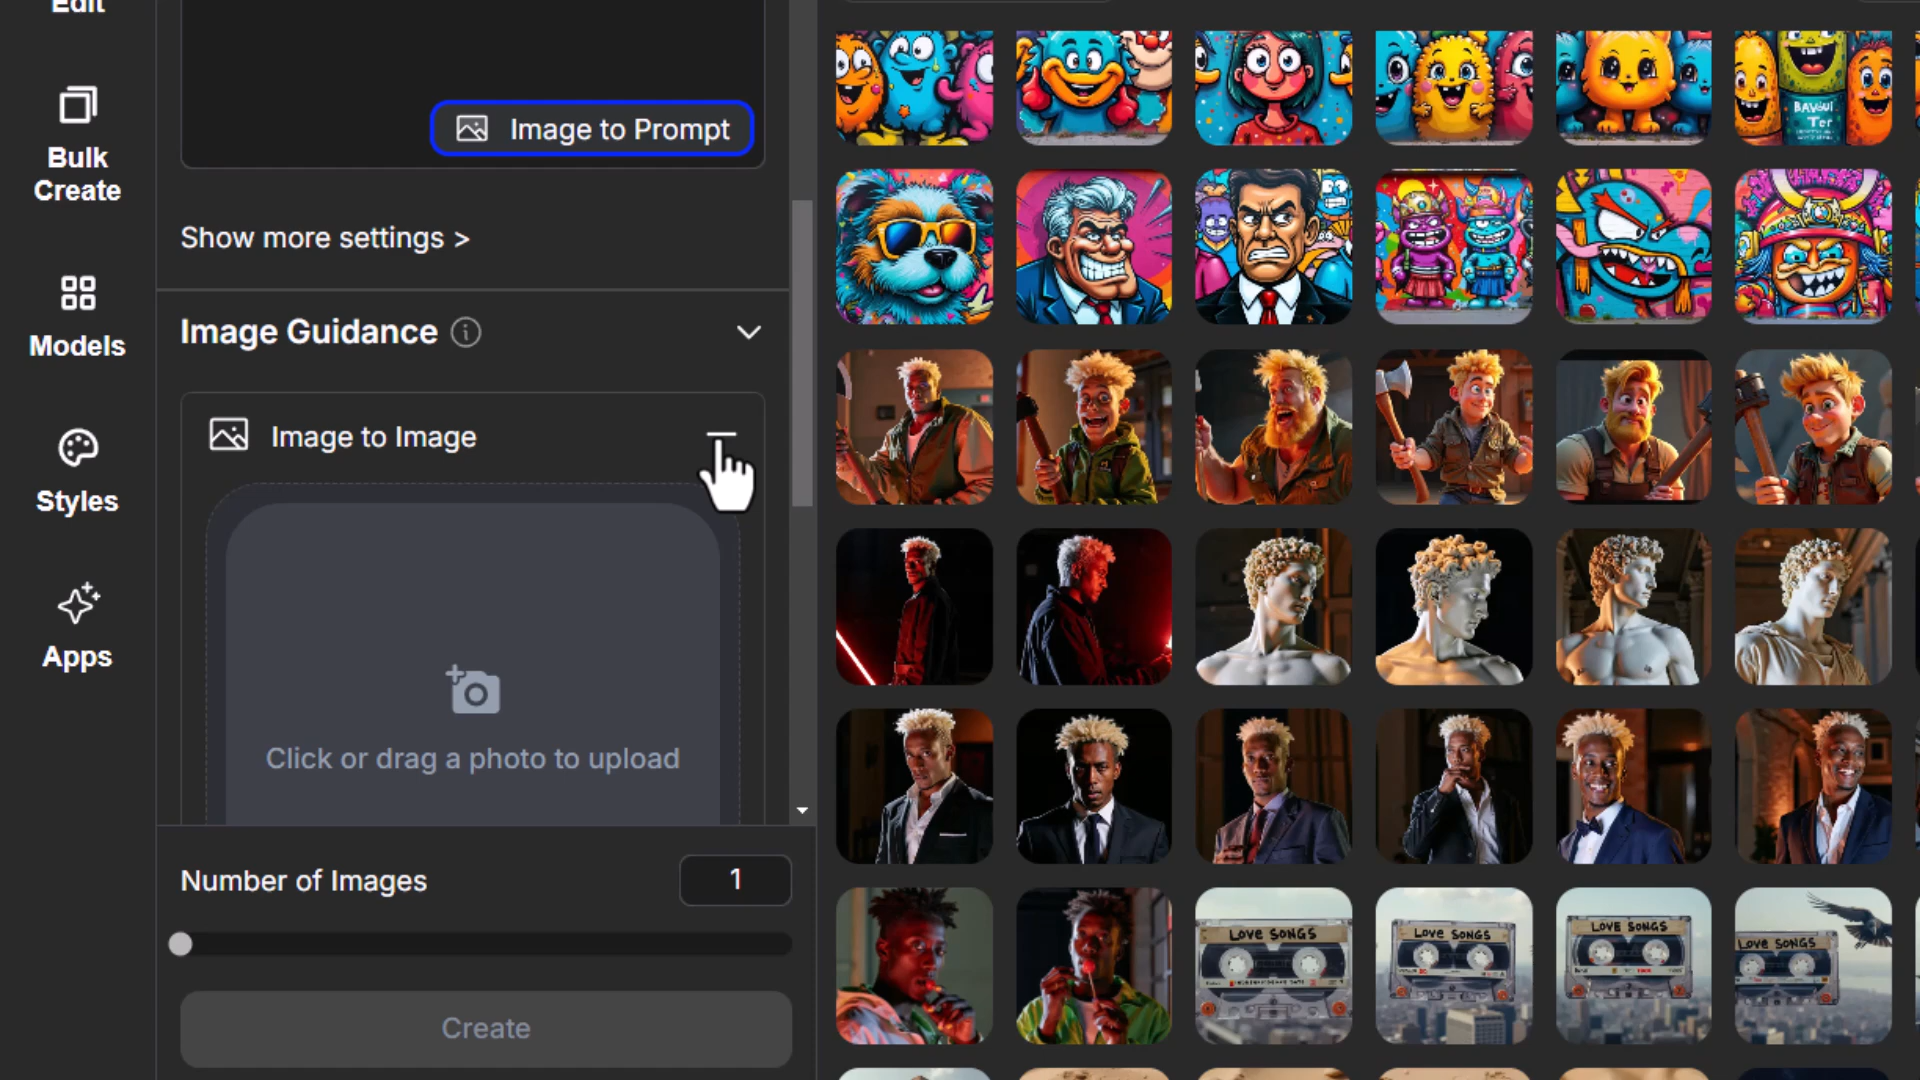 Edit
Image to Prompt
Bulk
Create
Show more settings >
Image Guidance
Models
Image to Image
Styles
Apps
Click or drag a photo to upload
Number of Images
1
Create
LOVE SONGS
LOVE SONGS
LOVE SONGS
LOVE SONGS